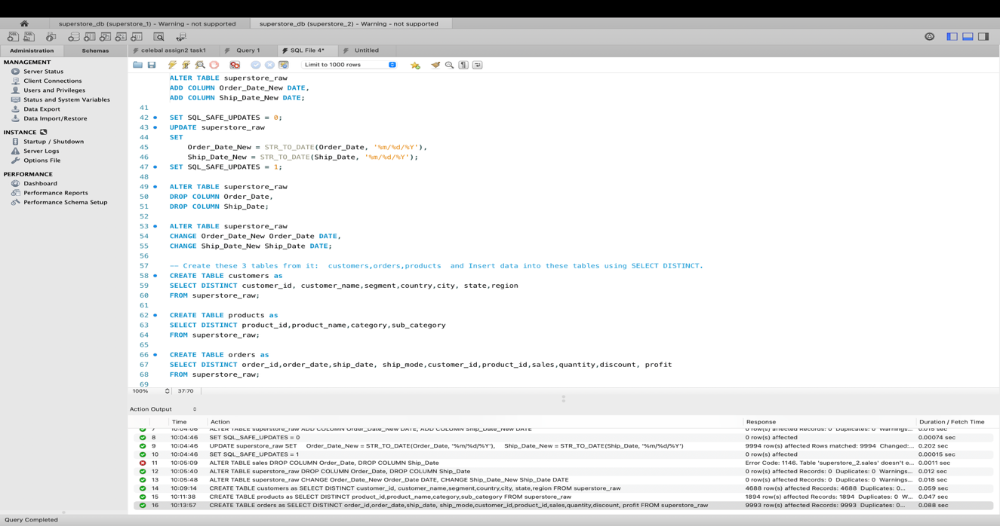 superstore_db (superstore_1) - Warning - not supported
superstore_db (superstore_2) - Warning - not supported
Administration
Schemas
celebal assign2 task1
Query 1
SQL File 4*
Untitled
MANAGEMENT
Server Status
Client Connections
Users and Privileges
Status and System Variables
Data Export
Data Import/Restore
INSTANCE
Startup / Shutdown
Server Logs
Options File
PERFORMANCE
Dashboard
Performance Reports
Performance Schema Setup
Limit to 1000 rows
ALTER TABLE superstore_raw
ADD COLUMN Order_Date_New DATE,
ADD COLUMN Ship_Date_New DATE;
41
42 SET SQL_SAFE_UPDATES = 0;
43 UPDATE superstore_raw
44 SET
45 Order_Date_New = STR_TO_DATE(Order_Date, '%m/%d/%Y'),
46 Ship_Date_New = STR_TO_DATE(Ship_Date, '%m/%d/%Y');
47 SET SQL_SAFE_UPDATES = 1;
48
49 ALTER TABLE superstore_raw
50 DROP COLUMN Order_Date,
51 DROP COLUMN Ship_Date;
52
53 ALTER TABLE superstore_raw
54 CHANGE Order_Date_New Order_Date DATE,
55 CHANGE Ship_Date_New Ship_Date DATE;
56
57 -- Create these 3 tables from it:  customers,orders,products  and Insert data into these tables using SELECT DISTINCT.
58 CREATE TABLE customers as
59 SELECT DISTINCT customer_id, customer_name,segment,country,city, state,region
60 FROM superstore_raw;
61
62 CREATE TABLE products as
63 SELECT DISTINCT product_id,product_name,category,sub_category
64 FROM superstore_raw;
65
66 CREATE TABLE orders as
67 SELECT DISTINCT order_id,order_date,ship_date, ship_mode,customer_id,product_id,sales,quantity,discount, profit
68 FROM superstore_raw;
69
100% 37:70
Action Output
Time Action Response Duration / Fetch Time
7 10:04:06 ALTER TABLE superstore_raw ADD COLUMN Order_Date_New DATE, ADD COLUMN Ship_Date_New DATE 0 row(s) affected Records: 0  Duplicates: 0  Warnings... 0.015 sec
8 10:04:46 SET SQL_SAFE_UPDATES = 0 0 row(s) affected 0.00074 sec
9 10:04:46 UPDATE superstore_raw SET     Order_Date_New = STR_TO_DATE(Order_Date, '%m/%d/%Y'),     Ship_Date_New = STR_TO_DATE(Ship_Date, '%m/%d/%Y') 9994 row(s) affected Rows matched: 9994  Changed:... 0.202 sec
10 10:04:46 SET SQL_SAFE_UPDATES = 1 0 row(s) affected 0.00015 sec
11 10:05:09 ALTER TABLE sales DROP COLUMN Order_Date, DROP COLUMN Ship_Date Error Code: 1146. Table 'superstore_2.sales' doesn't e... 0.0011 sec
12 10:05:40 ALTER TABLE superstore_raw DROP COLUMN Order_Date, DROP COLUMN Ship_Date 0 row(s) affected Records: 0  Duplicates: 0  Warnings... 0.012 sec
13 10:05:48 ALTER TABLE superstore_raw CHANGE Order_Date_New Order_Date DATE, CHANGE Ship_Date_New Ship_Date DATE 0 row(s) affected Records: 0  Duplicates: 0  Warnings... 0.018 sec
14 10:09:14 CREATE TABLE customers as SELECT DISTINCT customer_id, customer_name,segment,country,city, state,region FROM superstore_raw 4688 row(s) affected Records: 4688  Duplicates: 0... 0.059 sec
15 10:11:38 CREATE TABLE products as SELECT DISTINCT product_id,product_name,category,sub_category FROM superstore_raw 1894 row(s) affected Records: 1894  Duplicates: 0  W... 0.047 sec
16 10:13:57 CREATE TABLE orders as SELECT DISTINCT order_id,order_date,ship_date, ship_mode,customer_id,product_id,sales,quantity,discount, profit FROM superstore_raw 9993 row(s) affected Records: 9993  Duplicates: 0... 0.088 sec
Query Completed